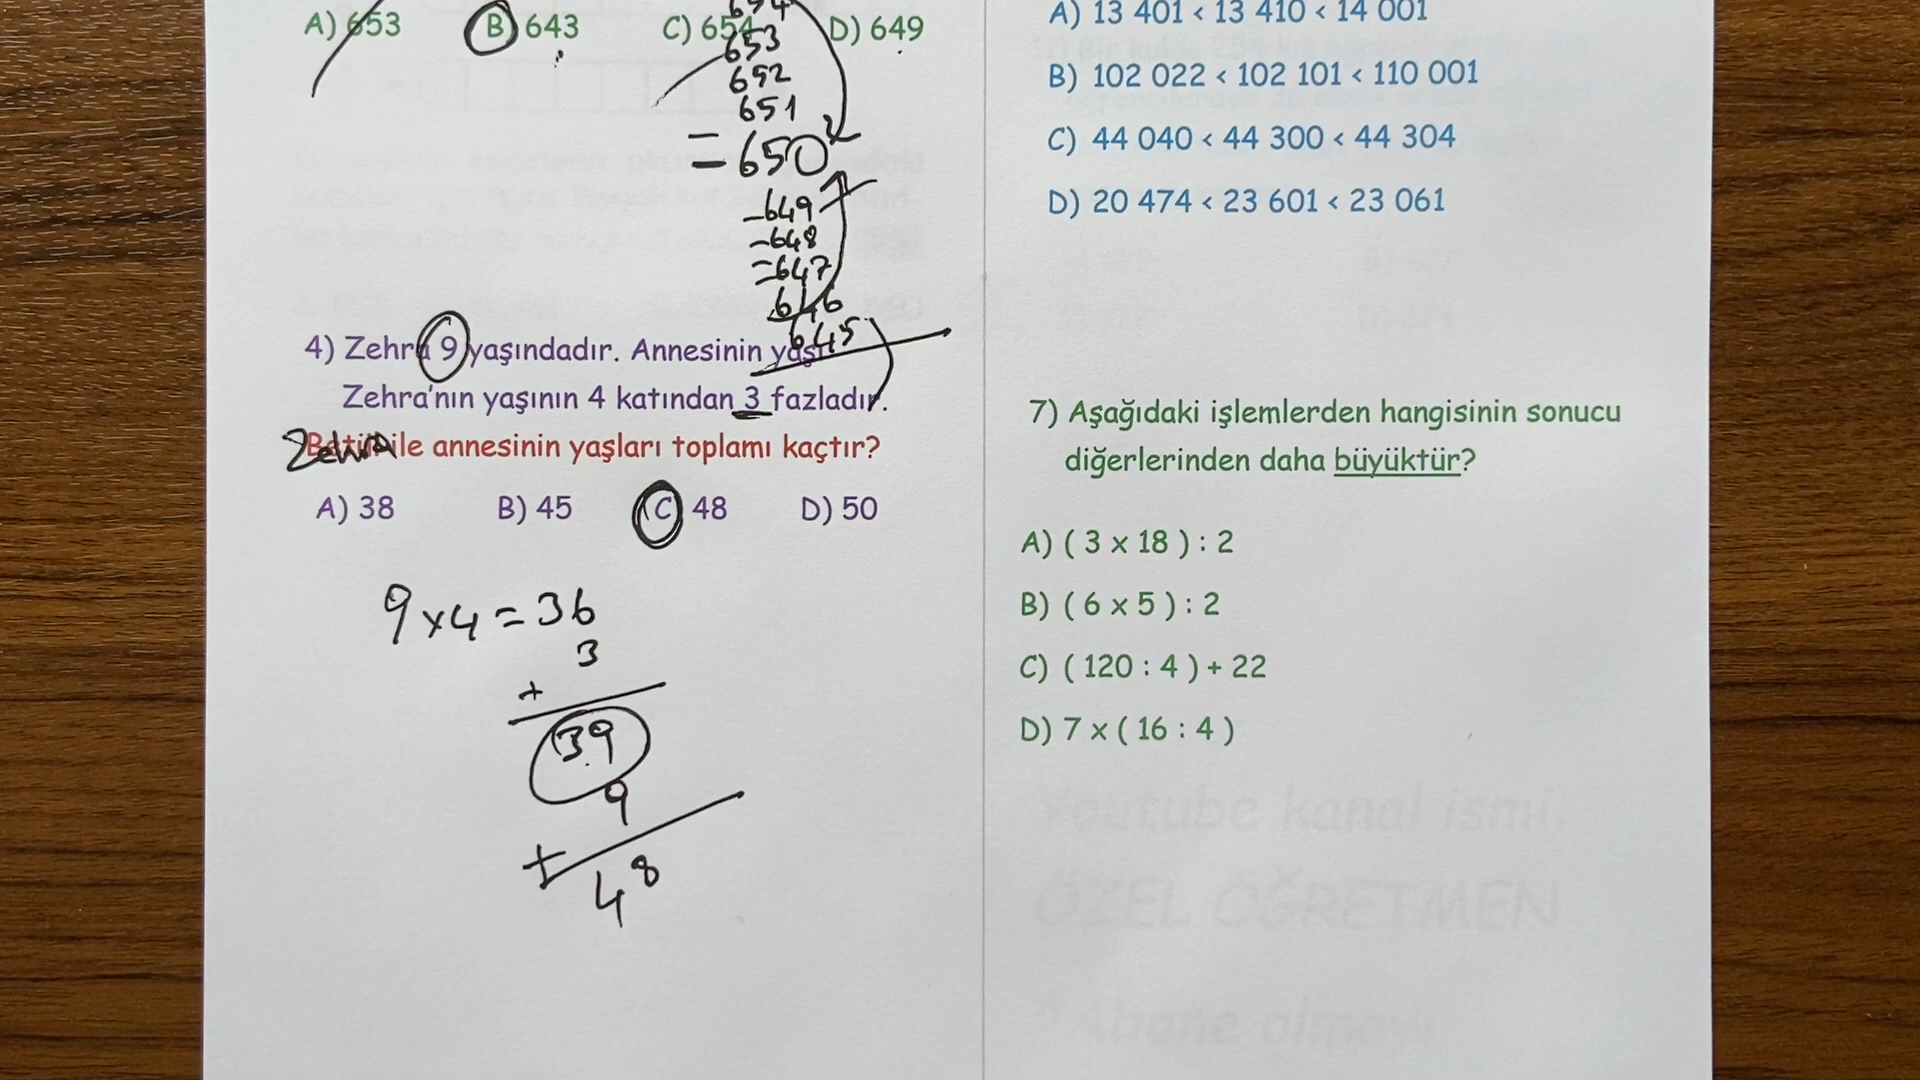 A) 653 B) 643 C) 654 D) 649
654
653
652
651
= 650
-649
-648
=647
646
645
4) Zehra 9 yaşındadır. Annesinin yaşı
Zehra'nın yaşının 4 katından 3 fazladır.
Zehra ile annesinin yaşları toplamı kaçtır?
A) 38 B) 45 C) 48 D) 50
9x4=36
3
+
39
9
+
48
A) 13 401 < 13 410 < 14 001
B) 102 022 < 102 101 < 110 001
C) 44 040 < 44 300 < 44 304
D) 20 474 < 23 601 < 23 061
7) Aşağıdaki işlemlerden hangisinin sonucu
diğerlerinden daha büyüktür?
A) ( 3 x 18 ) : 2
B) ( 6 x 5 ) : 2
C) ( 120 : 4 ) + 22
D) 7 x ( 16 : 4 )
Youtube kanal ismi:
ÖZEL ÖĞRETMEN
Abone olmayı